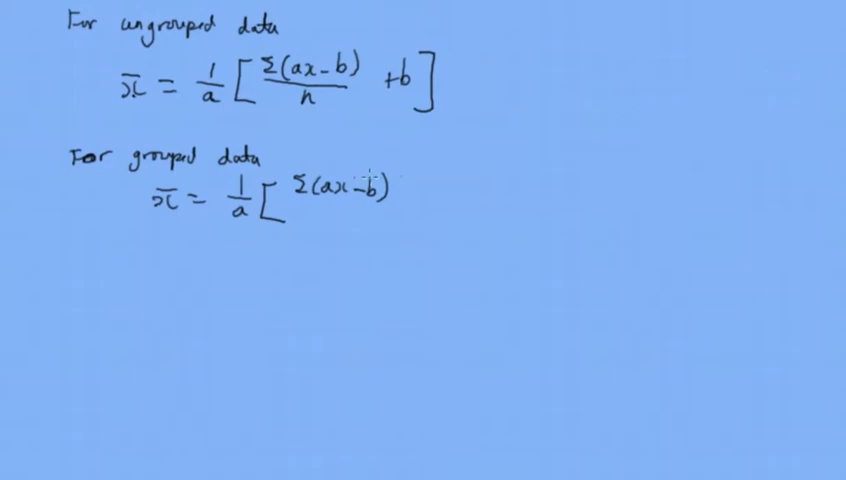 For ungrouped data
x̄ = 1/a [ Σ(ax - b)/n + b ]
For grouped data
x̄ = 1/a [ Σ(ax - b)